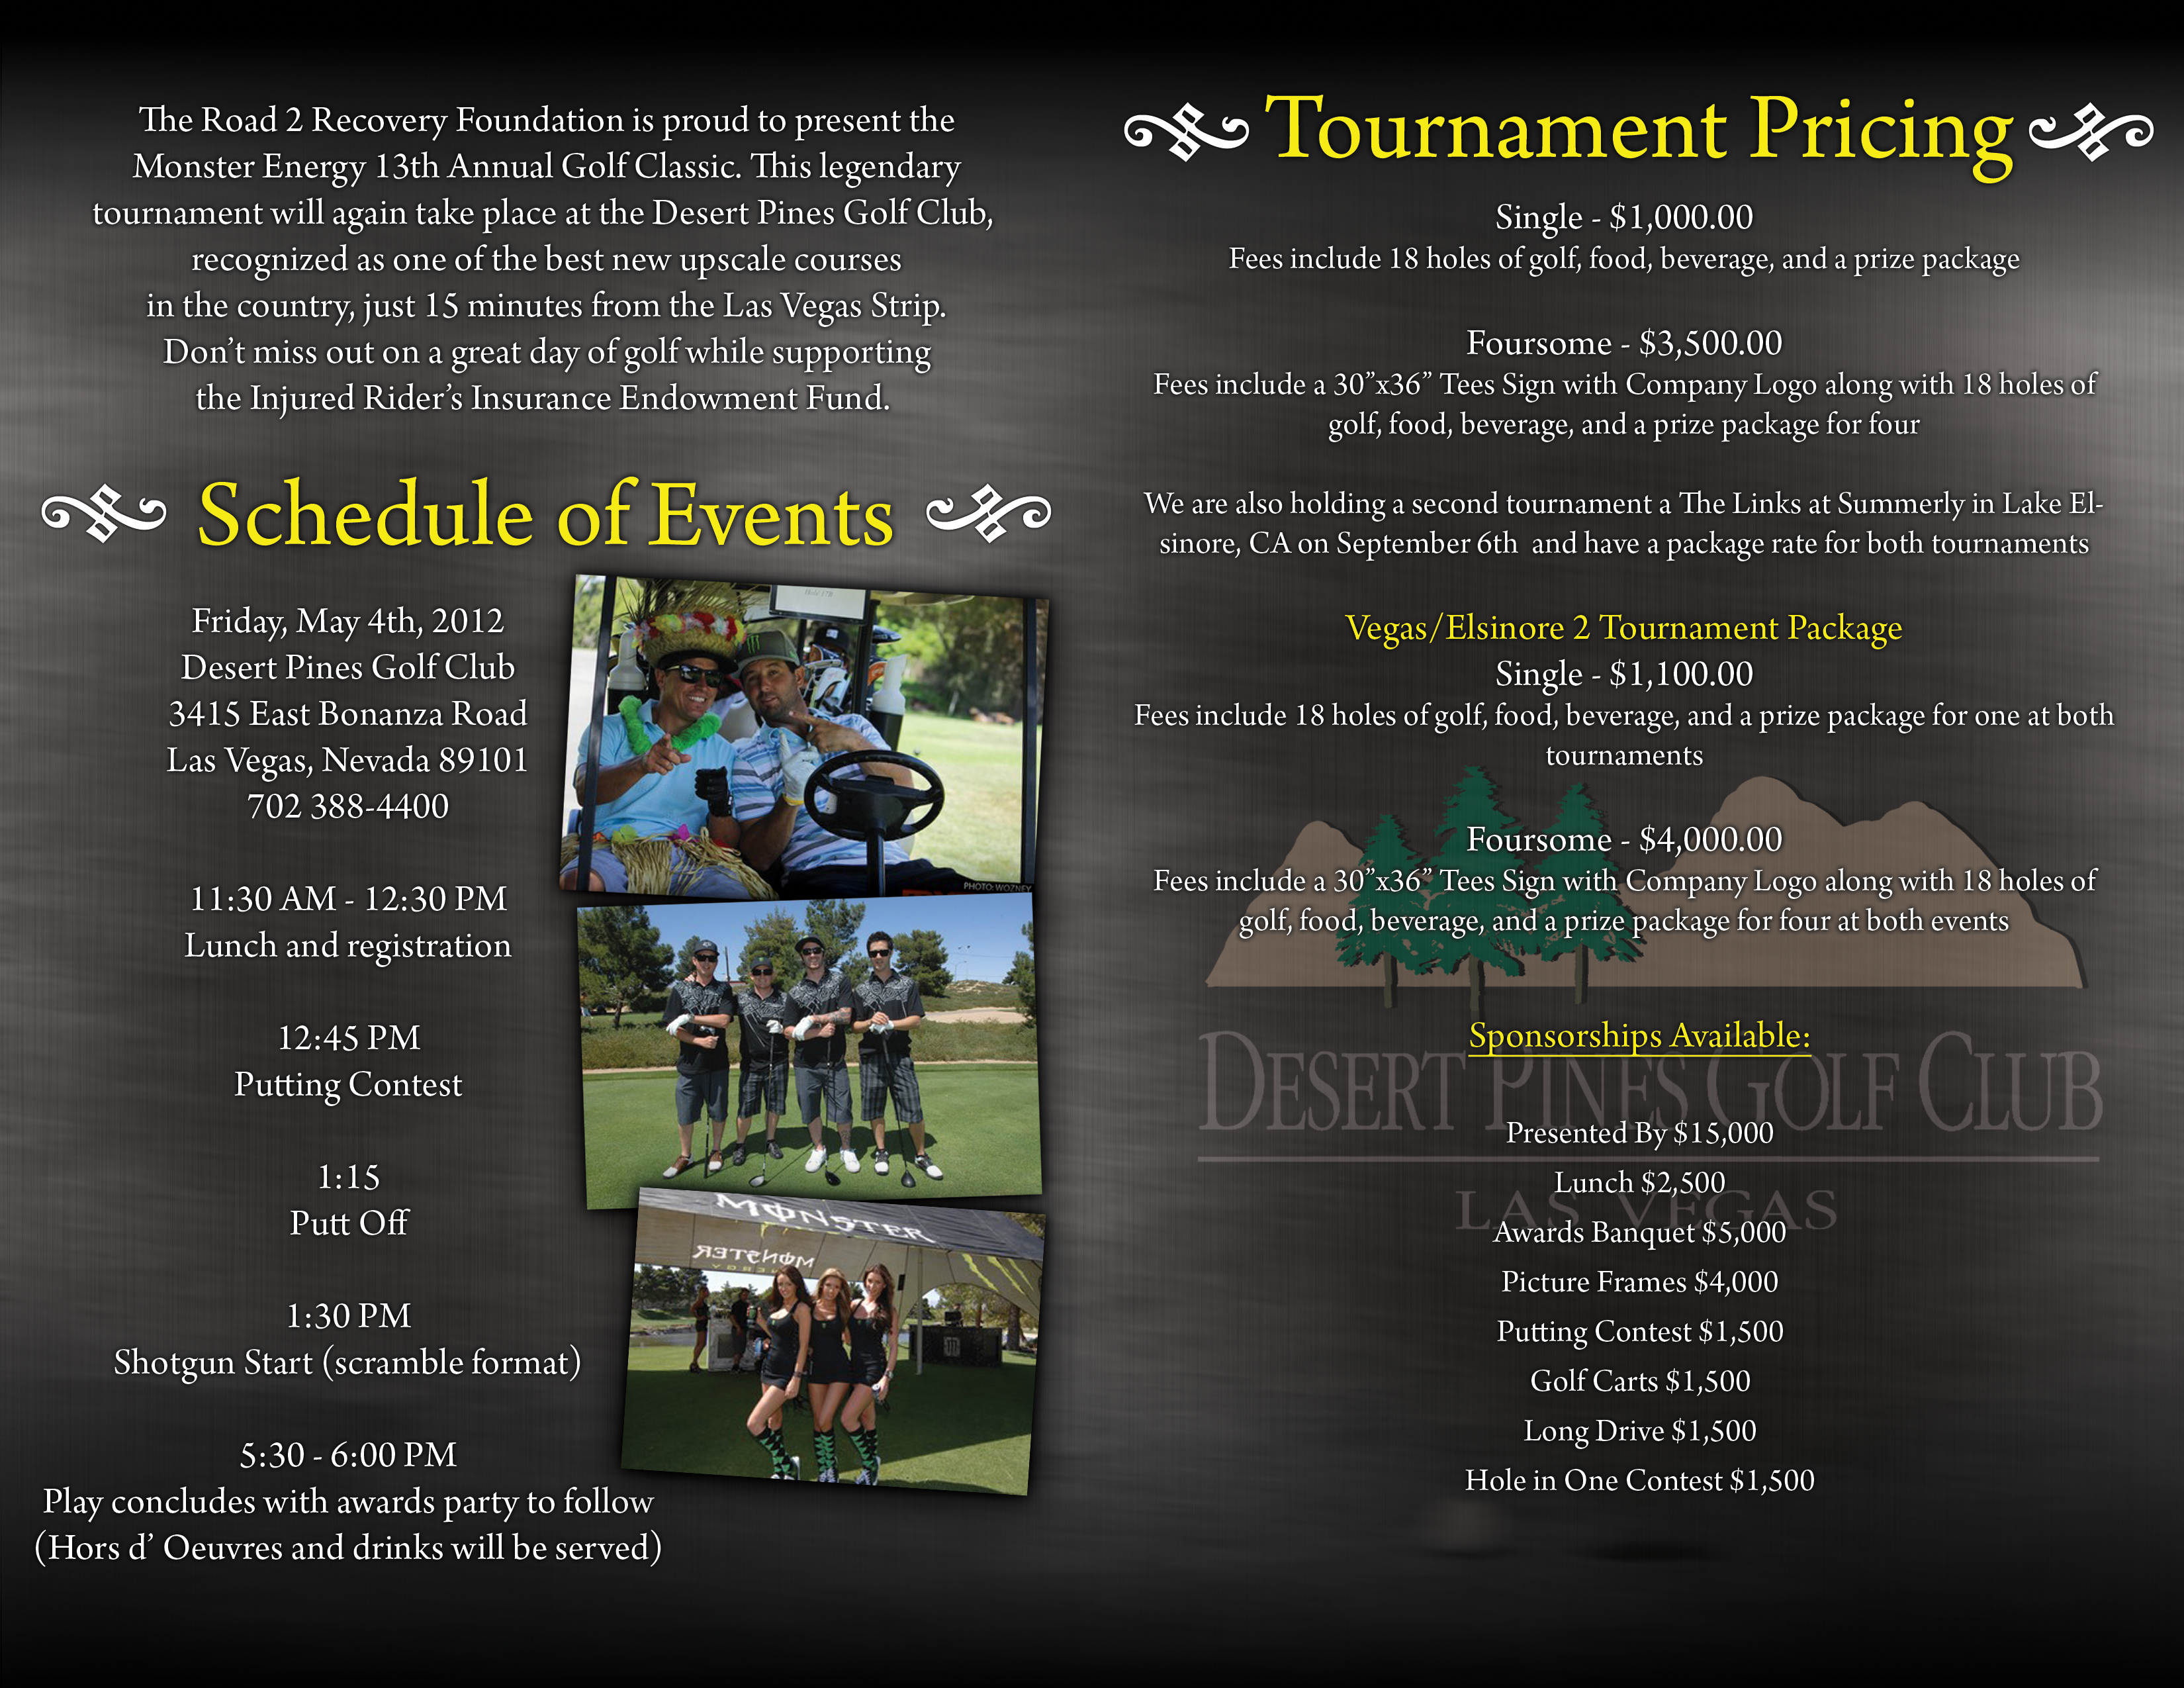 The Road 2 Recovery Foundation is proud to present the
Monster Energy 13th Annual Golf Classic. This legendary
tournament will again take place at the Desert Pines Golf Club,
recognized as one of the best new upscale courses
in the country, just 15 minutes from the Las Vegas Strip.
Don’t miss out on a great day of golf while supporting
the Injured Rider’s Insurance Endowment Fund.
Schedule of Events
Friday, May 4th, 2012
Desert Pines Golf Club
3415 East Bonanza Road
Las Vegas, Nevada 89101
702 388-4400
11:30 AM - 12:30 PM
Lunch and registration
12:45 PM
Putting Contest
1:15
Putt Off
1:30 PM
Shotgun Start (scramble format)
5:30 - 6:00 PM
Play concludes with awards party to follow
(Hors d’ Oeuvres and drinks will be served)
PHOTO: WOZNEY
MONSTER
MONSTER
ENERGY
Tournament Pricing
Single - $1,000.00
Fees include 18 holes of golf, food, beverage, and a prize package
Foursome - $3,500.00
Fees include a 30”x36” Tees Sign with Company Logo along with 18 holes of
golf, food, beverage, and a prize package for four
We are also holding a second tournament a The Links at Summerly in Lake El-
sinore, CA on September 6th and have a package rate for both tournaments
Vegas/Elsinore 2 Tournament Package
Single - $1,100.00
Fees include 18 holes of golf, food, beverage, and a prize package for one at both
tournaments
Foursome - $4,000.00
Fees include a 30”x36” Tees Sign with Company Logo along with 18 holes of
golf, food, beverage, and a prize package for four at both events
Sponsorships Available:
DESERT PINES GOLF CLUB
Presented By $15,000
Lunch $2,500
LAS VEGAS
Awards Banquet $5,000
Picture Frames $4,000
Putting Contest $1,500
Golf Carts $1,500
Long Drive $1,500
Hole in One Contest $1,500